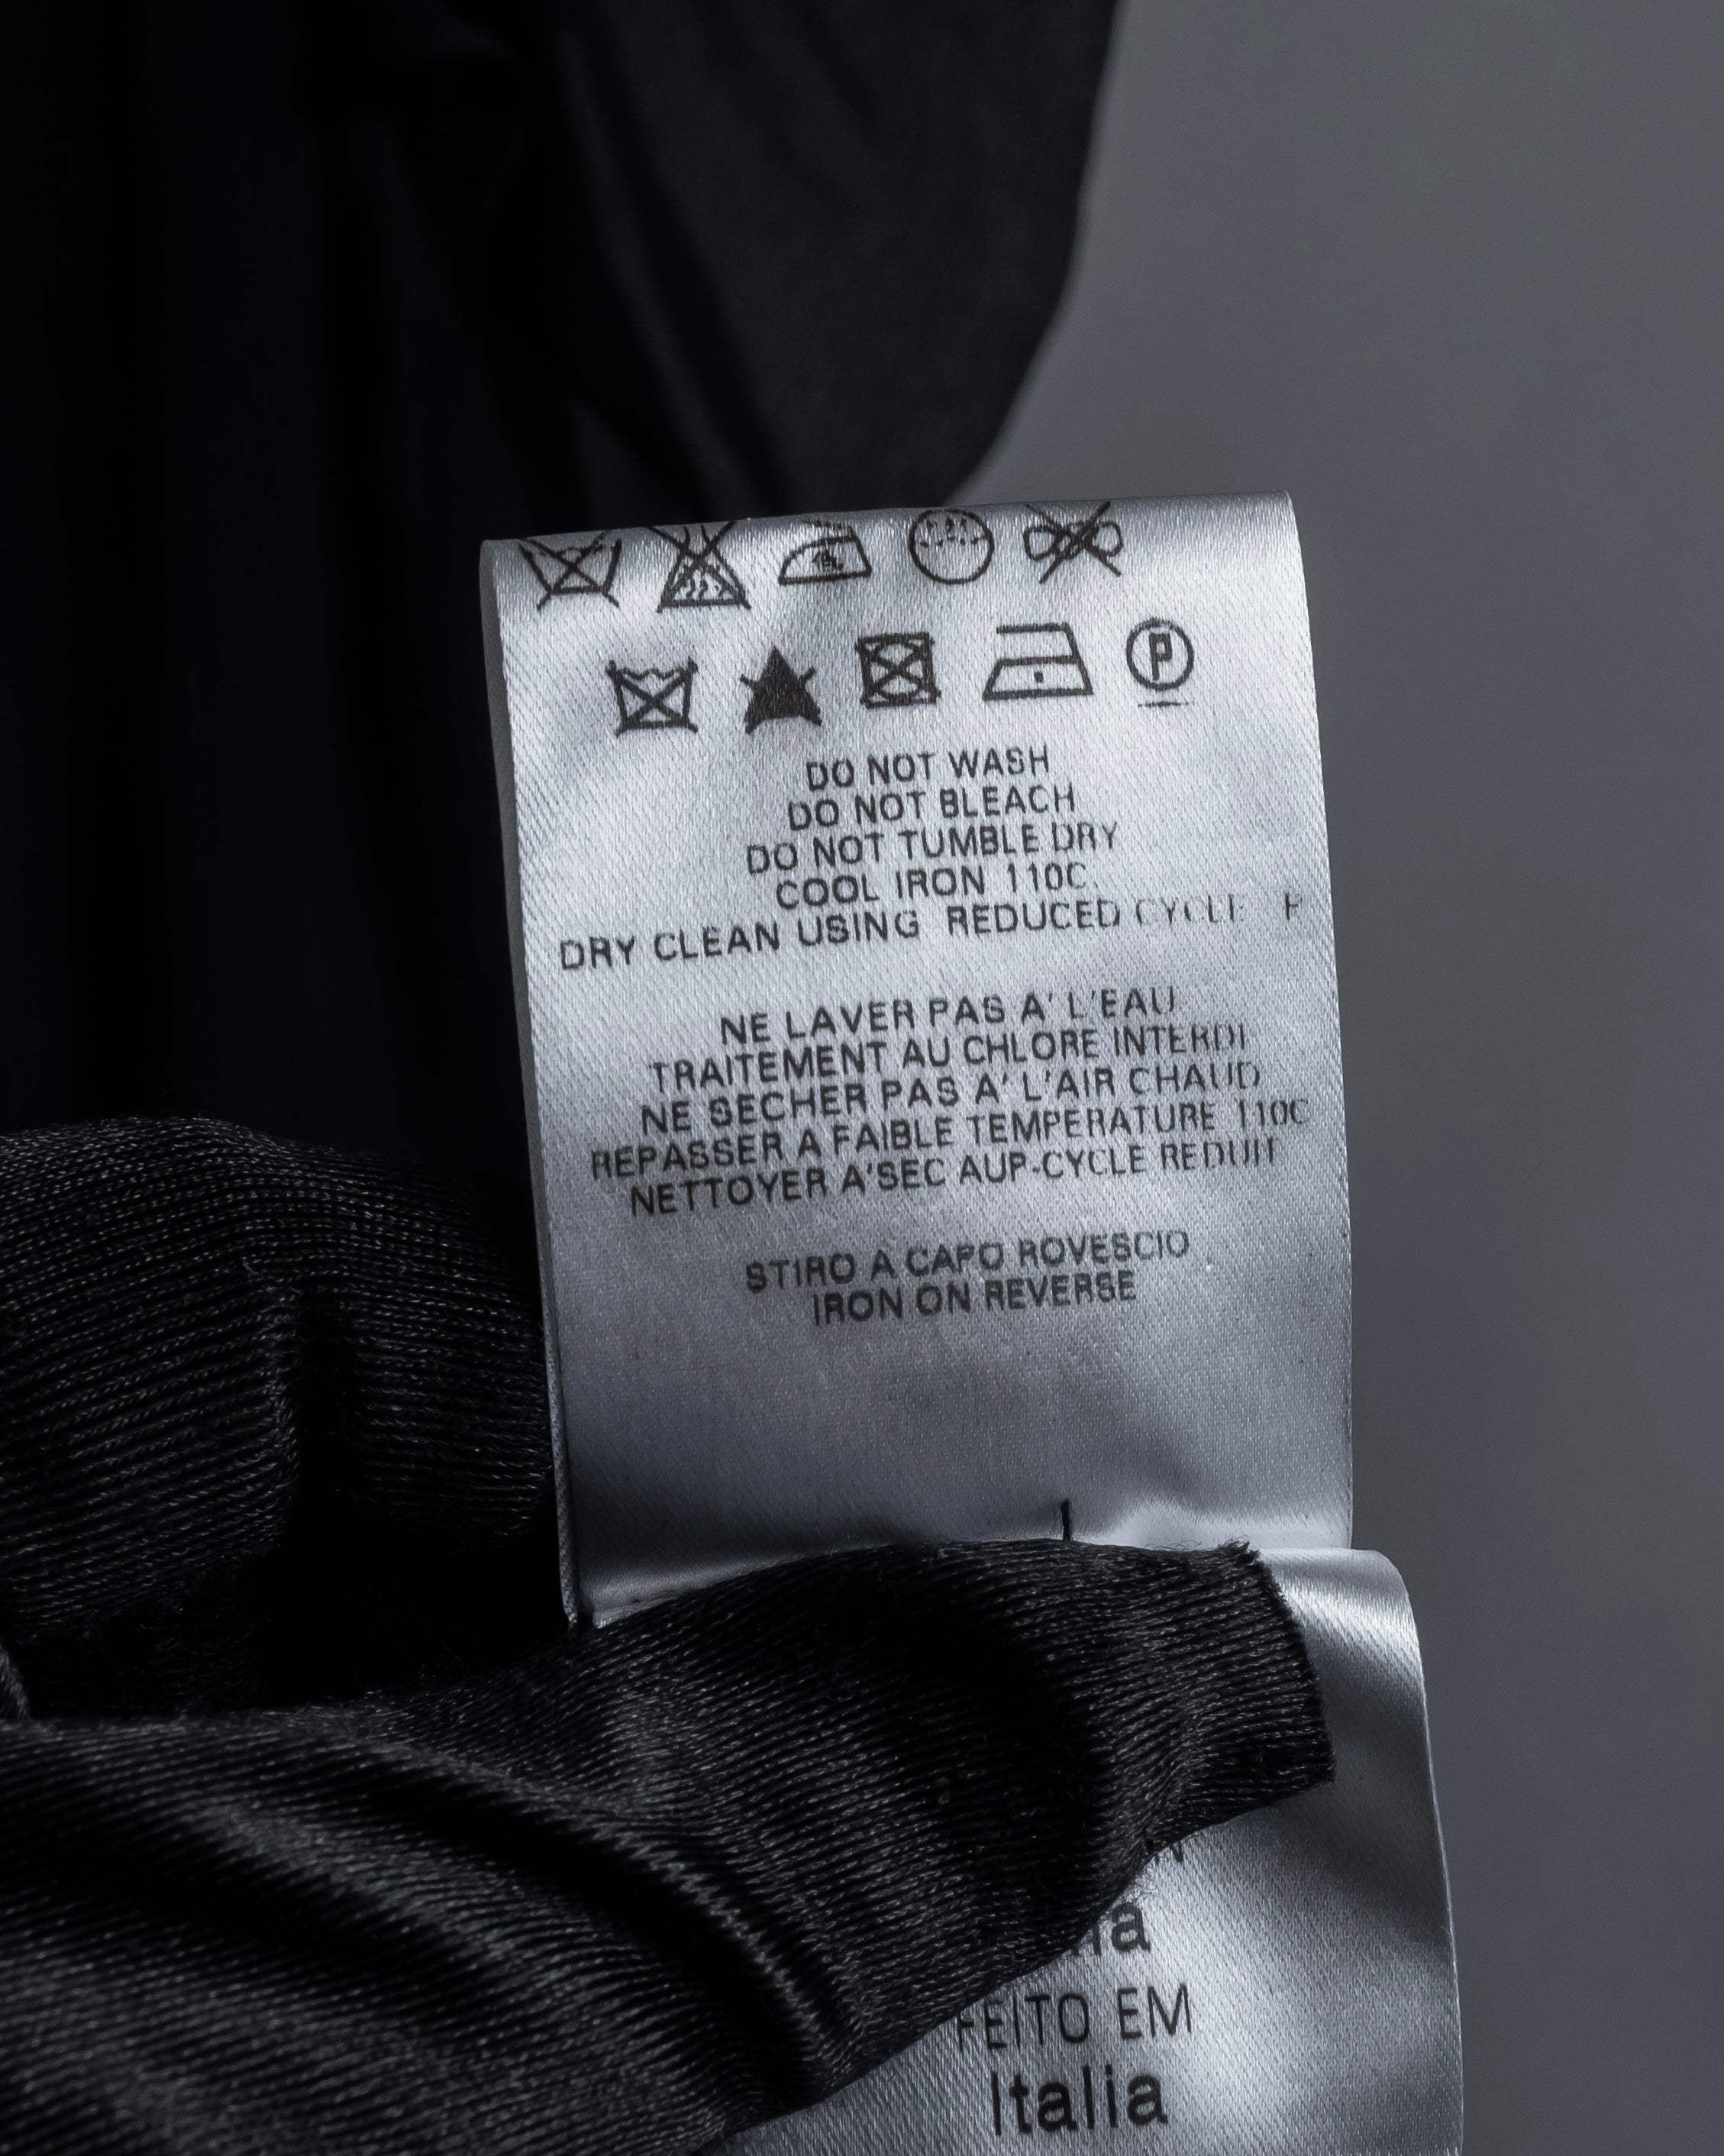 P
DO NOT WASH
DO NOT BLEACH
DO NOT TUMBLE DRY
COOL IRON 110C.
DRY CLEAN USING REDUCED CYCLE P
NE LAVER PAS A' L'EAU
TRAITEMENT AU CHLORE INTERDI
NE SECHER PAS A' L'AIR CHAUD
REPASSER A FAIBLE TEMPERATURE 110C
NETTOYER A'SEC AUP-CYCLE REDUIT
STIRO A CAPO ROVESCIO
IRON ON REVERSE
FEITO EM
Italia